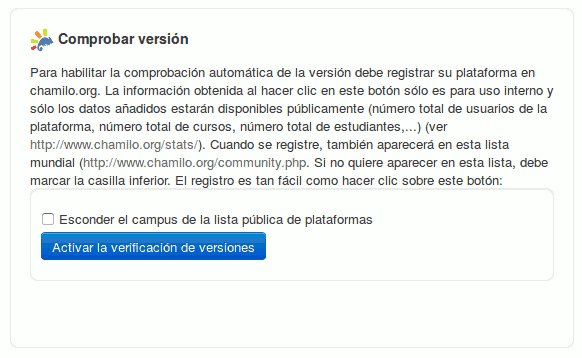 Comprobar versión
Para habilitar la comprobación automática de la versión debe registrar su plataforma en
chamilo.org. La información obtenida al hacer clic en este botón sólo es para uso interno y
sólo los datos añadidos estarán disponibles públicamente (número total de usuarios de la
plataforma, número total de cursos, número total de estudiantes,...) (ver
http://www.chamilo.org/stats/). Cuando se registre, también aparecerá en esta lista
mundial (http://www.chamilo.org/community.php. Si no quiere aparecer en esta lista, debe
marcar la casilla inferior. El registro es tan fácil como hacer clic sobre este botón:
Esconder el campus de la lista pública de plataformas
Activar la verificación de versiones